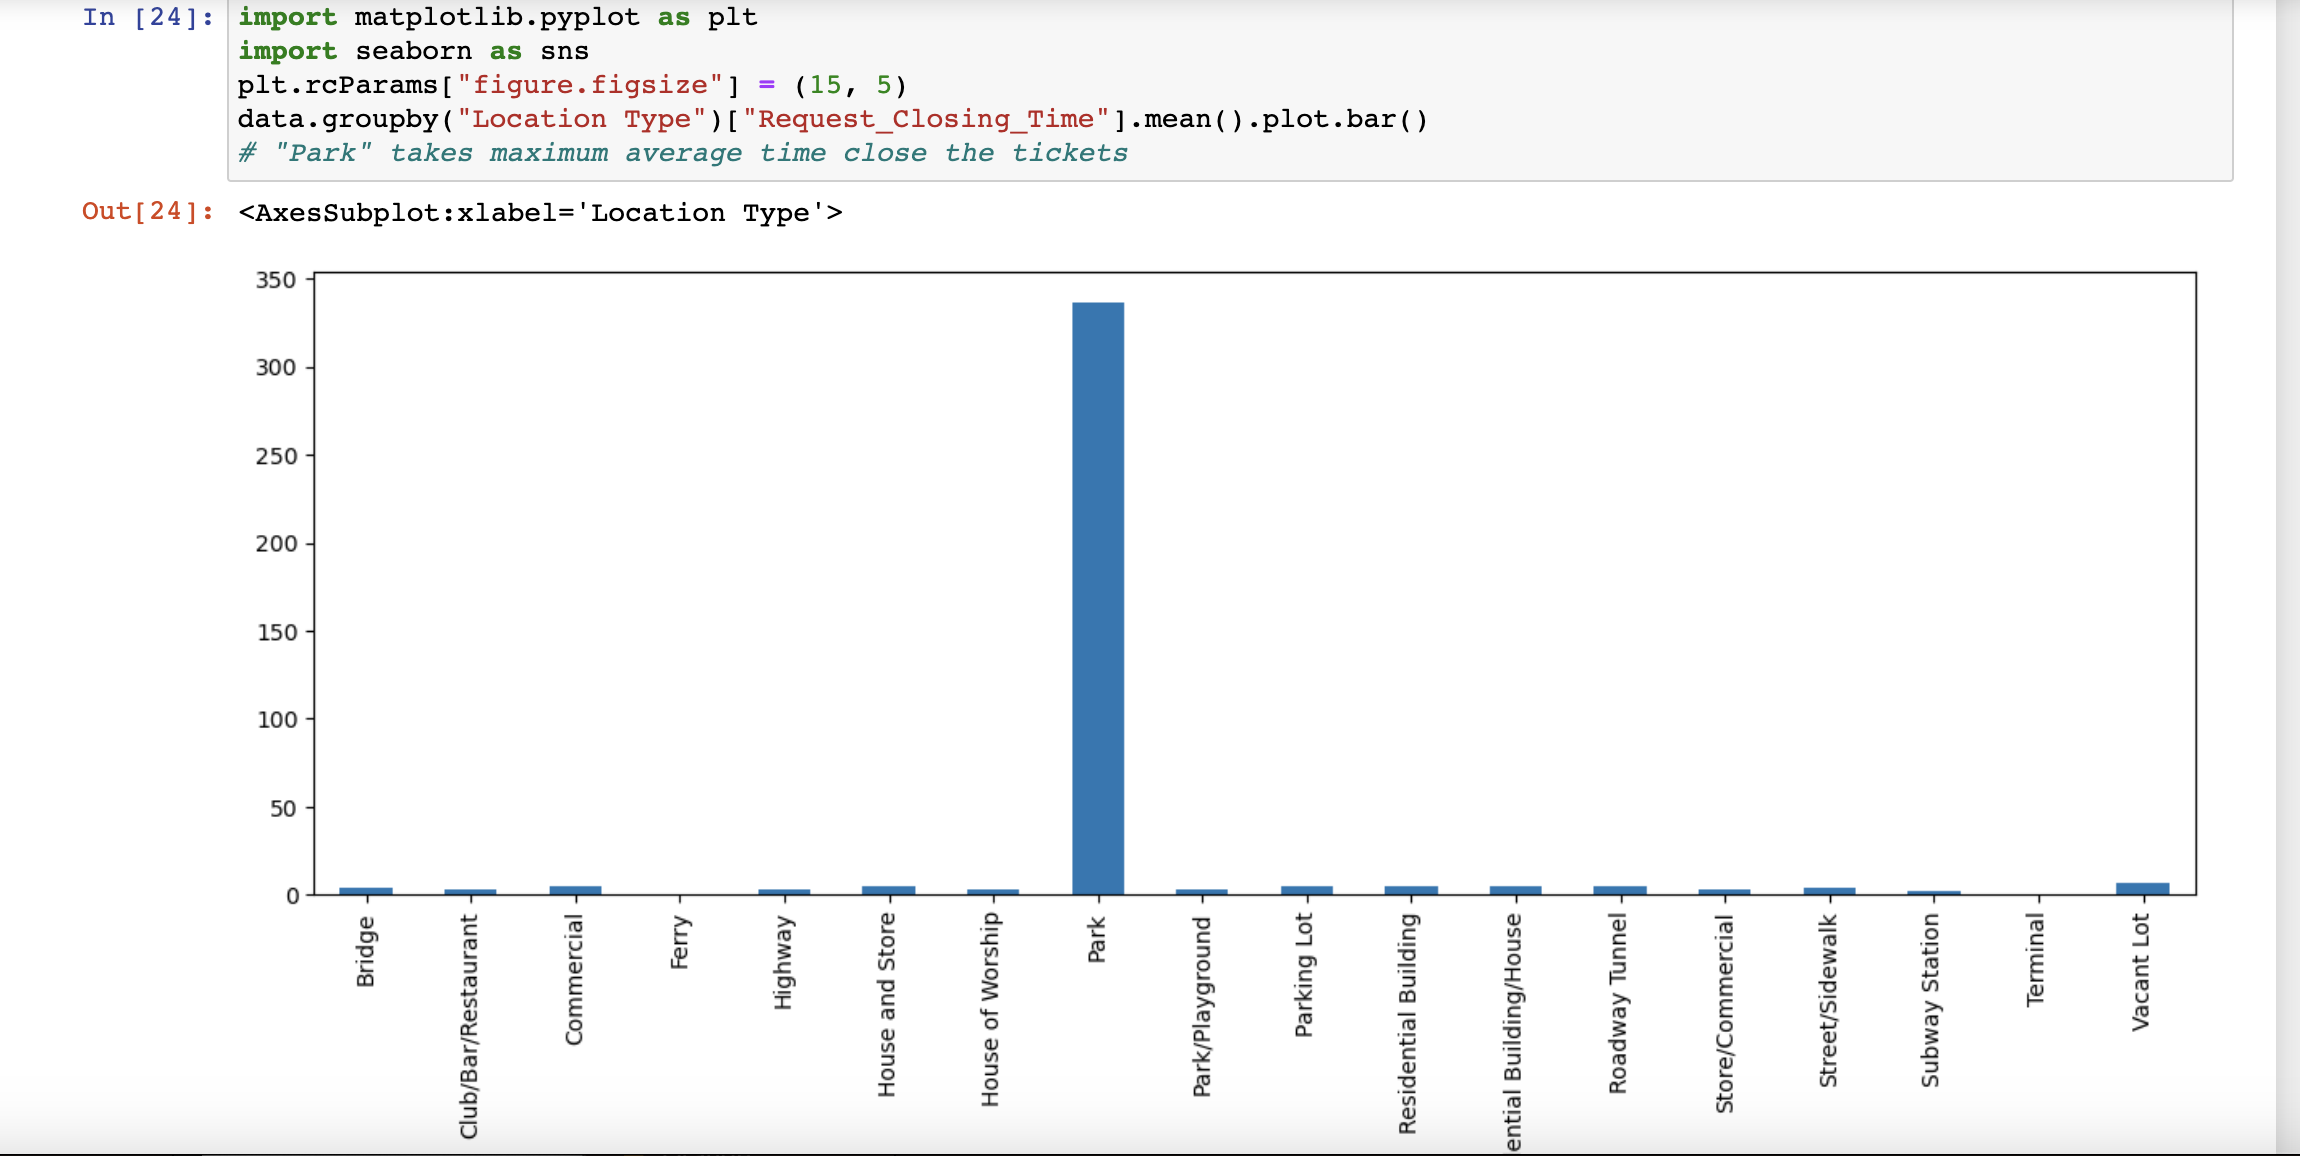 In [24]: import matplotlib.pyplot as plt
import seaborn as sns
plt.rcParams["figure.figsize"] = (15, 5)
data.groupby("Location Type")["Request_Closing_Time"].mean().plot.bar()
# "Park" takes maximum average time close the tickets
Out[24]: <AxesSubplot:xlabel='Location Type'>
350
300
250
200
150
100
50
0
Bridge
Club/Bar/Restaurant
Commercial
Ferry
Highway
House and Store
House of Worship
Park
Park/Playground
Parking Lot
Residential Building
ential Building/House
Roadway Tunnel
Store/Commercial
Street/Sidewalk
Subway Station
Terminal
Vacant Lot